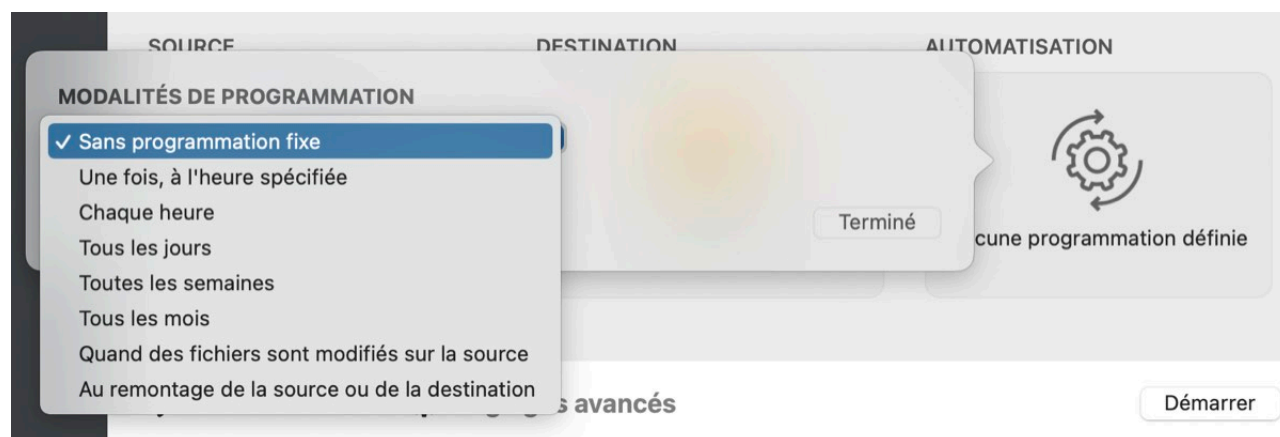 SOURCE
DESTINATION
AUTOMATISATION
MODALITÉS DE PROGRAMMATION
✓ Sans programmation fixe
Une fois, à l'heure spécifiée
Chaque heure
Tous les jours
Toutes les semaines
Tous les mois
Quand des fichiers sont modifiés sur la source
Au remontage de la source ou de la destination
Terminé
programmation définie
avancés
Démarrer